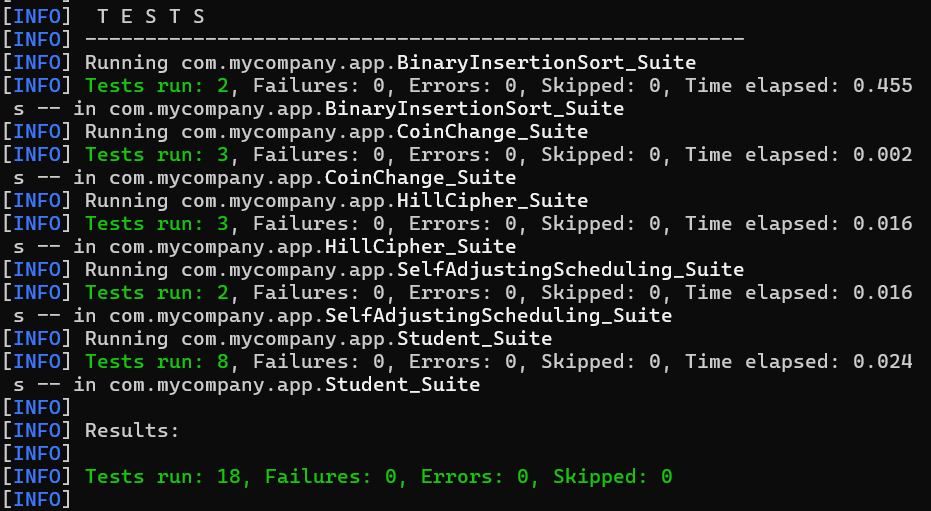 [INFO]  T E S T S
[INFO] -------------------------------------------------------
[INFO] Running com.mycompany.app.BinaryInsertionSort_Suite
[INFO] Tests run: 2, Failures: 0, Errors: 0, Skipped: 0, Time elapsed: 0.455
 s -- in com.mycompany.app.BinaryInsertionSort_Suite
[INFO] Running com.mycompany.app.CoinChange_Suite
[INFO] Tests run: 3, Failures: 0, Errors: 0, Skipped: 0, Time elapsed: 0.002
 s -- in com.mycompany.app.CoinChange_Suite
[INFO] Running com.mycompany.app.HillCipher_Suite
[INFO] Tests run: 3, Failures: 0, Errors: 0, Skipped: 0, Time elapsed: 0.016
 s -- in com.mycompany.app.HillCipher_Suite
[INFO] Running com.mycompany.app.SelfAdjustingScheduling_Suite
[INFO] Tests run: 2, Failures: 0, Errors: 0, Skipped: 0, Time elapsed: 0.016
 s -- in com.mycompany.app.SelfAdjustingScheduling_Suite
[INFO] Running com.mycompany.app.Student_Suite
[INFO] Tests run: 8, Failures: 0, Errors: 0, Skipped: 0, Time elapsed: 0.024
 s -- in com.mycompany.app.Student_Suite
[INFO]
[INFO] Results:
[INFO]
[INFO] Tests run: 18, Failures: 0, Errors: 0, Skipped: 0
[INFO]